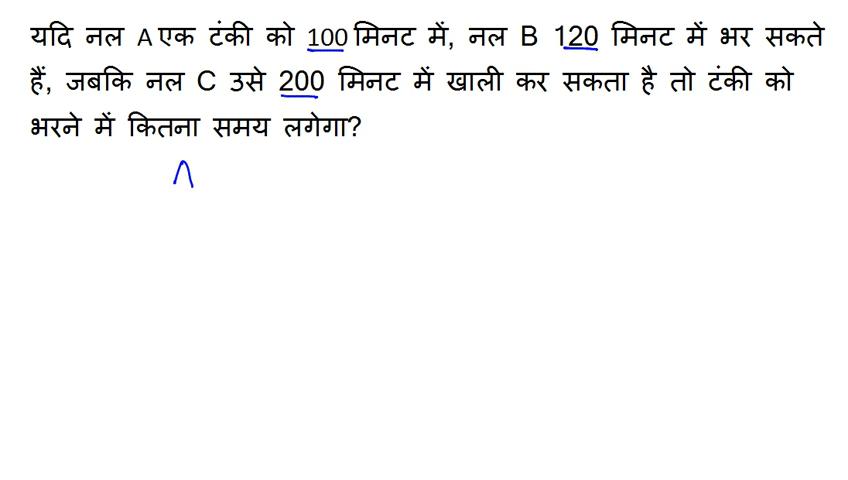 यदि नल A एक टंकी को 100 मिनट में, नल B 120 मिनट में भर सकते
हैं, जबकि नल C उसे 200 मिनट में खाली कर सकता है तो टंकी को
भरने में कितना समय लगेगा?